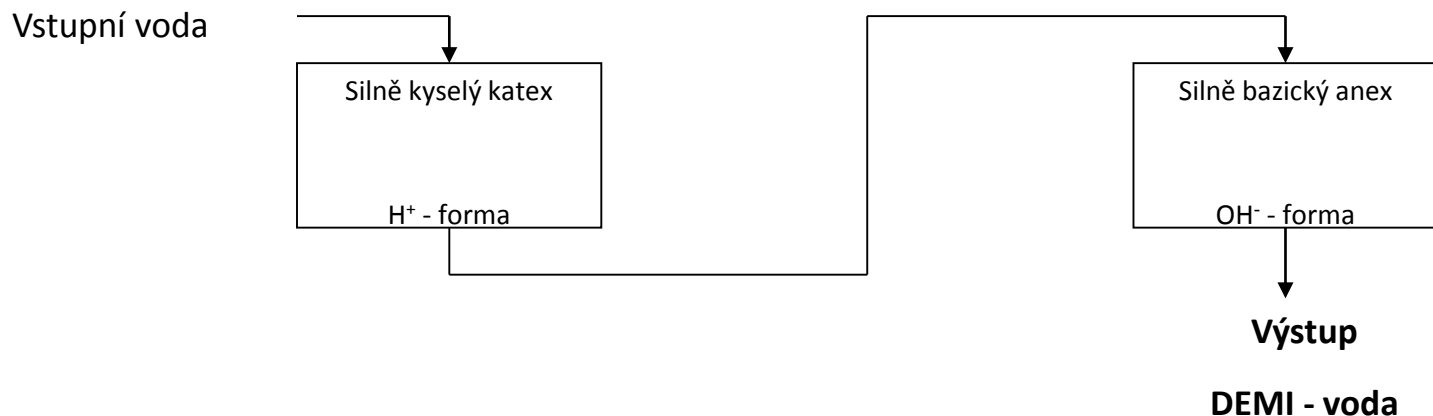 Vstupní voda
Silně kyselý katex
H⁺ - forma
Silně bazický anex
OH⁻ - forma
Výstup
DEMI - voda